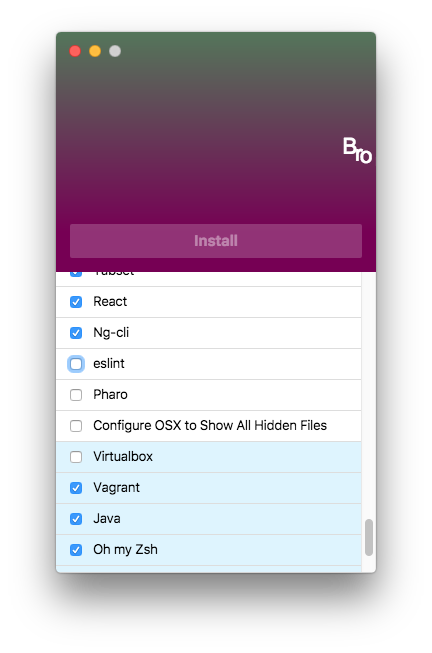 Bro
Install
Tabset
React
Ng-cli
eslint
Pharo
Configure OSX to Show All Hidden Files
Virtualbox
Vagrant
Java
Oh my Zsh